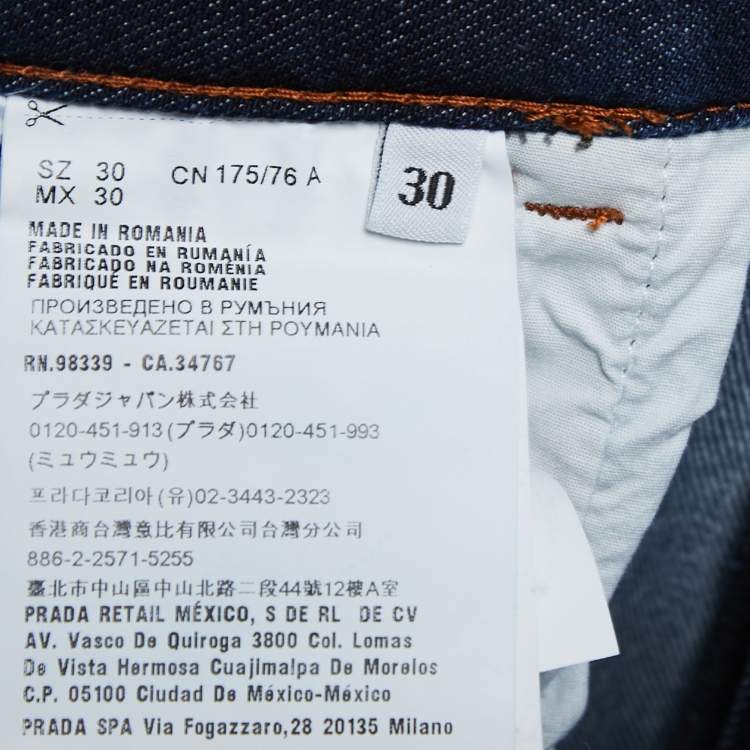 SZ 30 CN 175/76 A
MX 30
30
MADE IN ROMANIA
FABRICADO EN RUMANÍA
FABRICADO NA ROMÉNIA
FABRIQUÉ EN ROUMANIE
ПРОИЗВЕДЕНО В РУМЪНИЯ
ΚΑΤΑΣΚΕΥΑΖΕΤΑΙ ΣΤΗ ΡΟΥΜΑΝΙΑ
RN.98339 - CA.34767
プラダジャパン株式会社
0120-451-913(プラダ)0120-451-993
(ミュウミュウ)
프라다코리아(유)02-3443-2323
香港商台灣意比有限公司台灣分公司
886-2-2571-5255
臺北市中山區中山北路二段44號12樓A室
PRADA RETAIL MÉXICO, S DE RL DE CV
AV. Vasco De Quiroga 3800 Col. Lomas
De Vista Hermosa Cuajimalpa De Morelos
C.P. 05100 Ciudad De México-México
PRADA SPA Via Fogazzaro,28 20135 Milano